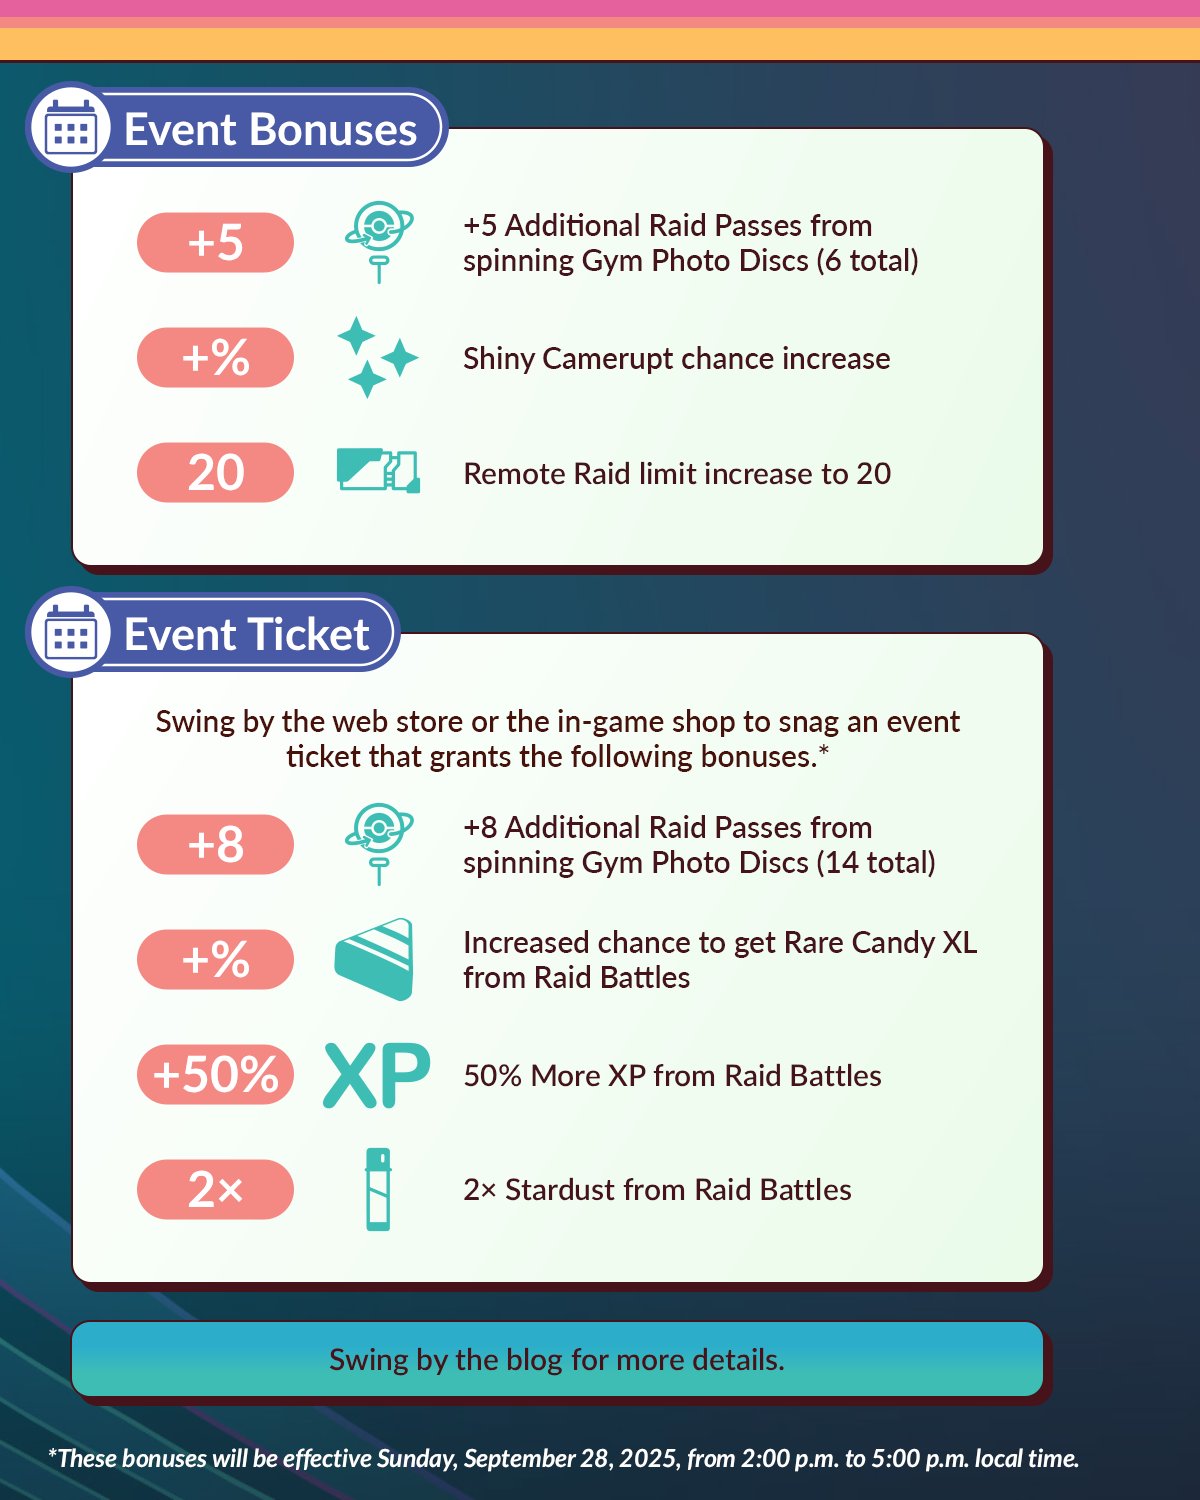 Event Bonuses
+5
+5 Additional Raid Passes from
spinning Gym Photo Discs (6 total)
+%
Shiny Camerupt chance increase
20
Remote Raid limit increase to 20
Event Ticket
Swing by the web store or the in-game shop to snag an event
ticket that grants the following bonuses.*
+8
+8 Additional Raid Passes from
spinning Gym Photo Discs (14 total)
+%
Increased chance to get Rare Candy XL
from Raid Battles
+50%
XP
50% More XP from Raid Battles
2×
2× Stardust from Raid Battles
Swing by the blog for more details.
*These bonuses will be effective Sunday, September 28, 2025, from 2:00 p.m. to 5:00 p.m. local time.